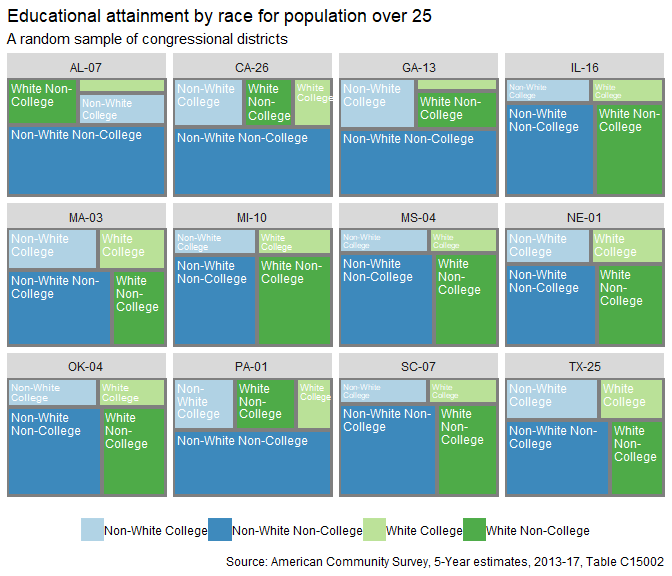 Educational attainment by race for population over 25
A random sample of congressional districts
AL-07
White Non-
College
Non-White
College
Non-White Non-College
CA-26
Non-White
College
White
Non-
College
White
College
Non-White Non-College
GA-13
Non-White
College
White Non-
College
Non-White Non-College
IL-16
Non-White
College
White
College
Non-White
Non-College
White Non-
College
MA-03
Non-White
College
White
College
Non-White Non-
College
White
Non-
College
MI-10
Non-White
College
White
College
Non-White
Non-College
White Non-
College
MS-04
Non-White
College
White
College
Non-White
Non-College
White
Non-
College
NE-01
Non-White
College
White
College
Non-White
Non-College
White
Non-
College
OK-04
Non-White
College
White
College
Non-White
Non-College
White
Non-
College
PA-01
Non-
White
College
White
Non-
College
White
College
Non-White Non-College
SC-07
Non-White
College
White
College
Non-White Non-
College
White
Non-
College
TX-25
Non-White
College
White
College
Non-White Non-
College
White
Non-
College
Non-White College Non-White Non-College White College White Non-College
Source: American Community Survey, 5-Year estimates, 2013-17, Table C15002